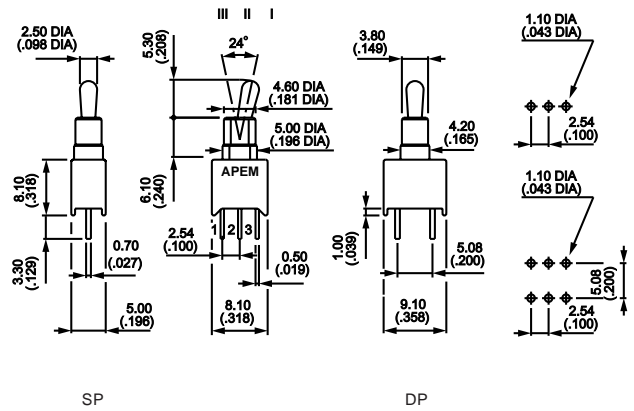 III II I
2.50 DIA
(.098 DIA)
5.30
(.208)
24°
4.60 DIA
(.181 DIA)
5.00 DIA
(.196 DIA)
APEM
8.10
(.318)
6.10
(.240)
1 2 3
3.30
(.129)
0.70
(.027)
2.54
(.100)
0.50
(.019)
5.00
(.196)
8.10
(.318)
3.80
(.149)
4.20
(.165)
1.00
(.039)
5.08
(.200)
9.10
(.358)
1.10 DIA
(.043 DIA)
2.54
(.100)
1.10 DIA
(.043 DIA)
5.08
(.200)
2.54
(.100)
SP
DP